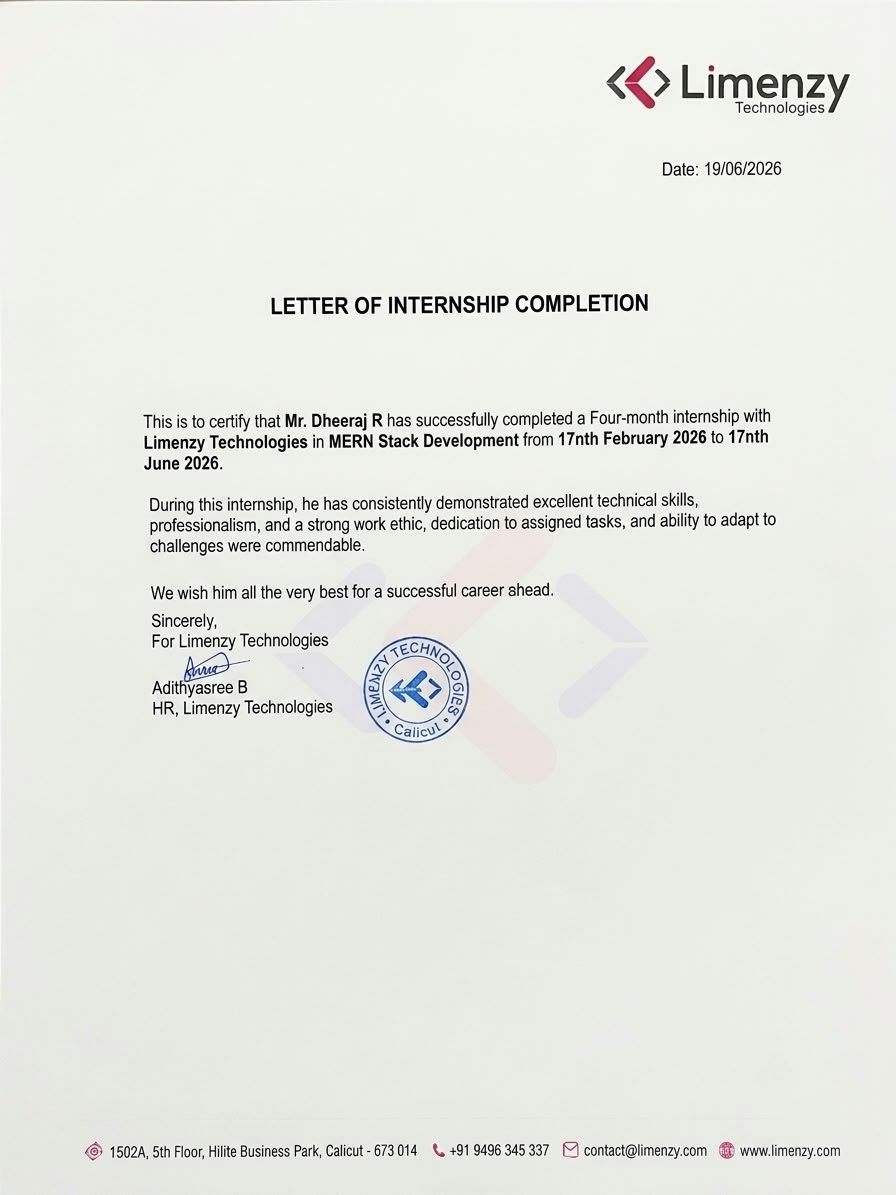 Limenzy
Technologies
Date: 19/06/2026
LETTER OF INTERNSHIP COMPLETION
This is to certify that Mr. Dheeraj R has successfully completed a Four-month internship with
Limenzy Technologies in MERN Stack Development from 17nth February 2026 to 17nth
June 2026.
During this internship, he has consistently demonstrated excellent technical skills,
professionalism, and a strong work ethic, dedication to assigned tasks, and ability to adapt to
challenges were commendable.
We wish him all the very best for a successful career ahead.
Sincerely,
For Limenzy Technologies
Adithyasree B
HR, Limenzy Technologies
LIMENZY TECHNOLOGIES
Calicut
1502A, 5th Floor, Hilite Business Park, Calicut - 673 014 +91 9496 345 337 contact@limenzy.com www.limenzy.com